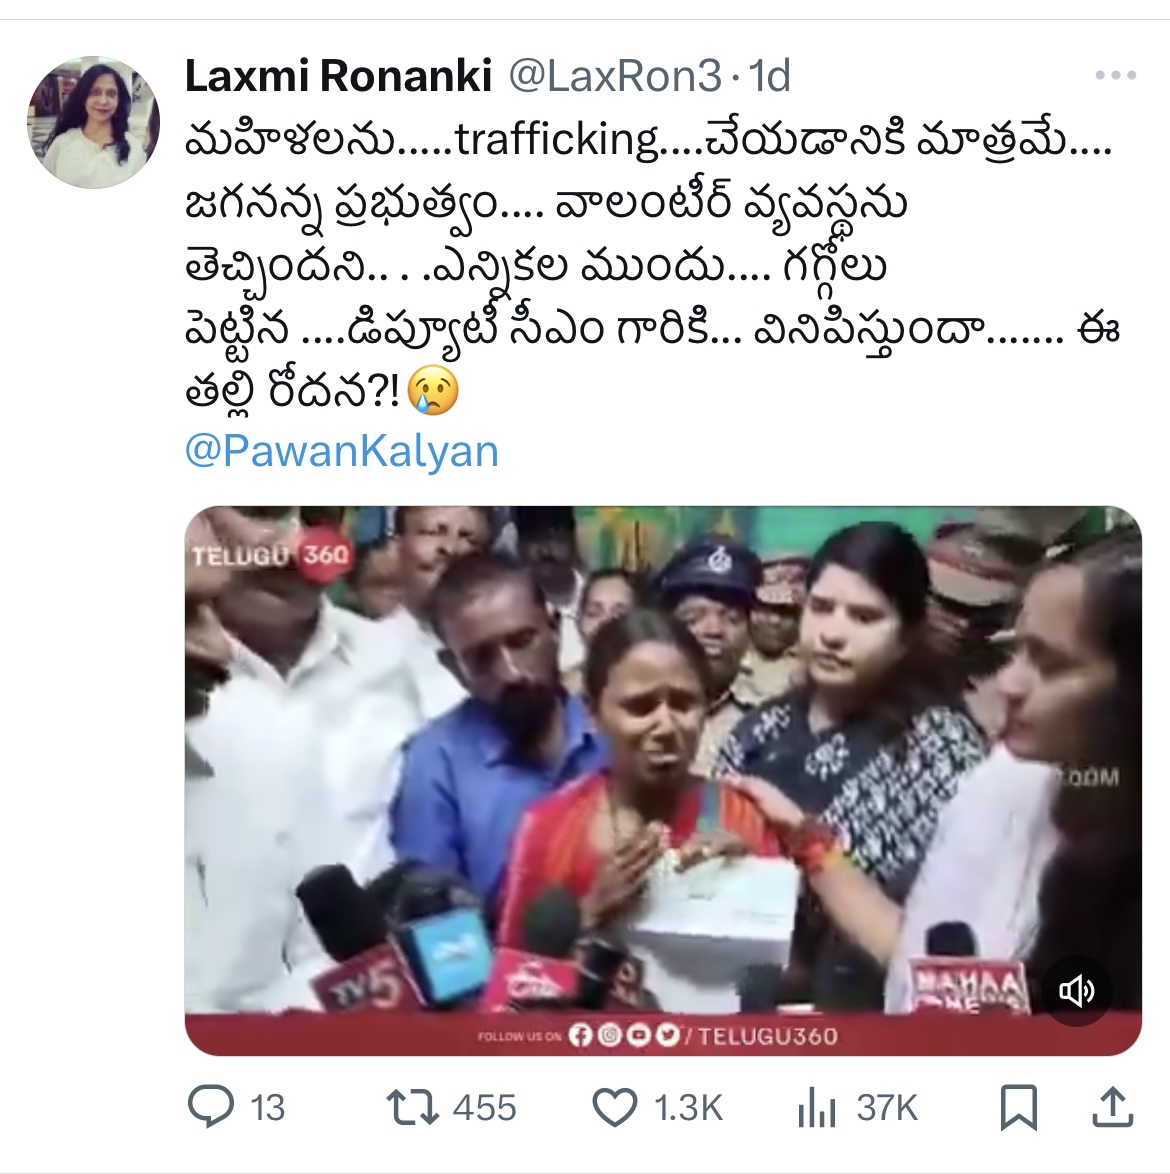 Laxmi Ronanki @LaxRon3 · 1d
మహిళలను.....trafficking....చేయడానికి మాత్రమే....
జగనన్న ప్రభుత్వం.... వాలంటీర్ వ్యవస్థను
తెచ్చిందని.. . .ఎన్నికల ముందు.... గగ్గోలు
పెట్టిన ....డిప్యూటీ సీఎం గారికి... వినిపిస్తుందా....... ఈ
తల్లి రోదన?!😢
@PawanKalyan
TELUGU 360
TV5
MAHAA
FOLLOW US ON / TELUGU360
13 455 1.3K 37K